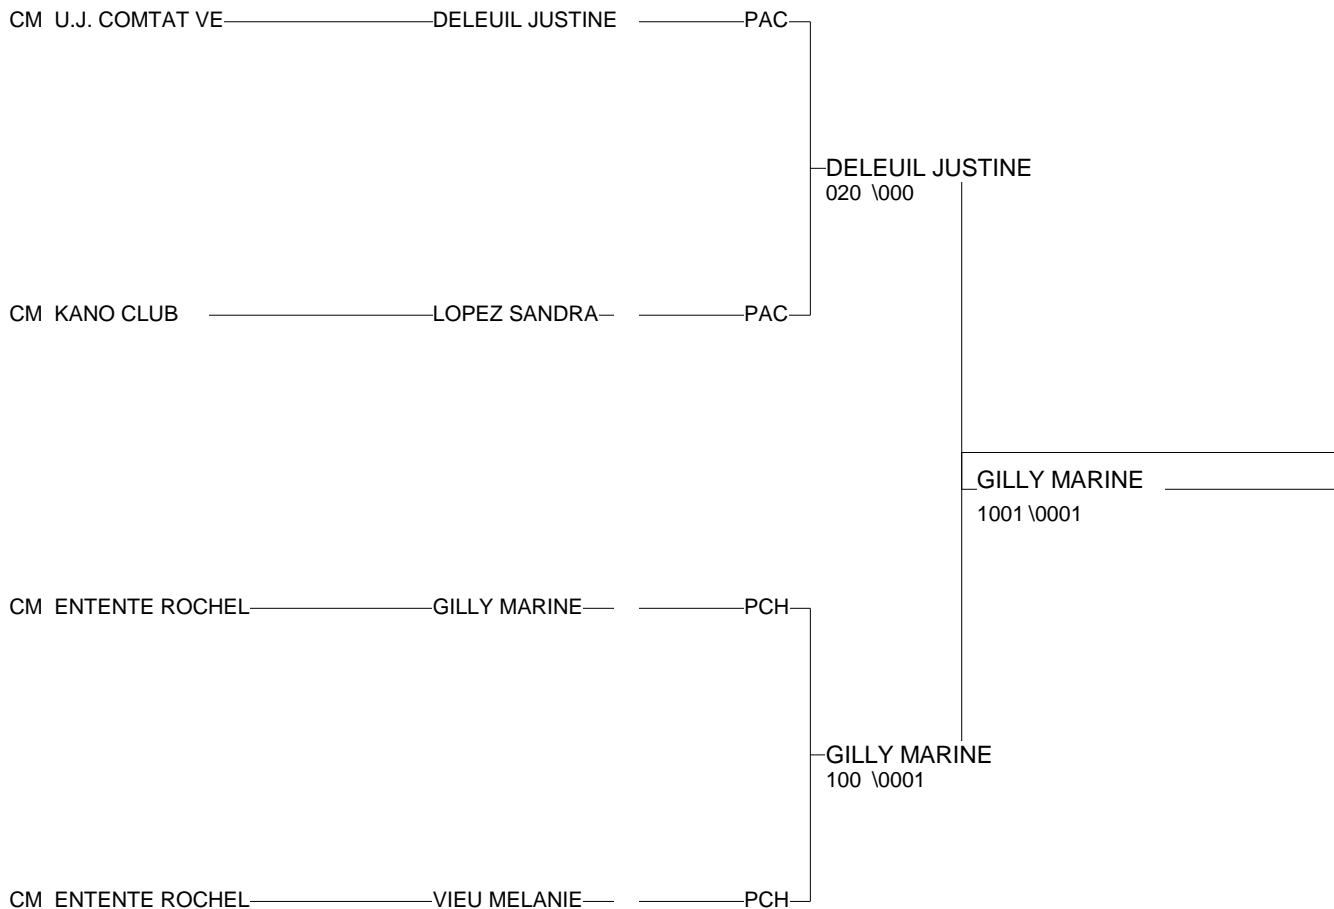 CM U.J. COMTAT VE DELEUIL JUSTINE PAC
DELEUIL JUSTINE
020 \000
CM KANO CLUB LOPEZ SANDRA PAC
GILLY MARINE
1001 \0001
CM ENTENTE ROCHEL GILLY MARINE PCH
GILLY MARINE
100 \0001
CM ENTENTE ROCHEL VIEU MELANIE PCH